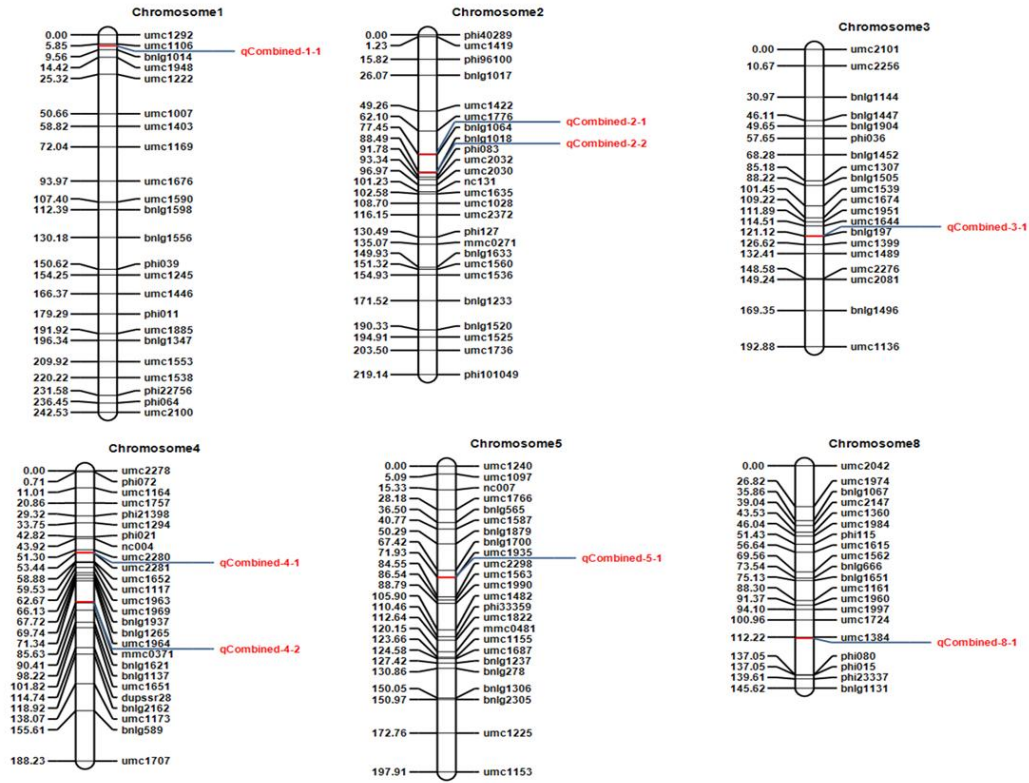 Chromosome1
0.00 umc1292
5.85 umc1106
qCombined-1-1
9.56 bnlg1014
14.42 umc1948
25.32 umc1222
50.66 umc1007
58.82 umc1403
72.04 umc1169
93.97 umc1676
107.40 umc1590
112.39 bnlg1598
130.18 bnlg1556
150.62 phi039
154.25 umc1245
166.37 umc1446
179.29 phi011
191.92 umc1885
196.34 bnlg1347
209.92 umc1553
220.22 umc1538
231.58 phi22756
236.45 phi064
242.53 umc2100
Chromosome2
0.00 phi40289
1.23 umc1419
15.82 phi96100
26.07 bnlg1017
49.26 umc1422
62.10 umc1776
qCombined-2-1
77.45 bnlg1064
88.49 bnlg1018
qCombined-2-2
91.78 phi083
93.34 umc2032
96.97 umc2030
101.23 nc131
102.58 umc1635
108.70 umc1028
116.15 umc2372
130.49 phi127
135.07 mmc0271
149.93 bnlg1633
151.32 umc1560
154.93 umc1536
171.52 bnlg1233
190.33 bnlg1520
194.91 umc1525
203.50 umc1736
219.14 phi101049
Chromosome3
0.00 umc2101
10.67 umc2256
30.97 bnlg1144
46.11 bnlg1447
49.65 bnlg1904
57.65 phi036
68.28 bnlg1452
85.18 umc1307
88.22 bnlg1505
101.45 umc1539
109.22 umc1674
111.89 umc1951
114.51 umc1644
qCombined-3-1
121.12 bnlg197
126.62 umc1399
132.41 umc1489
148.58 umc2276
149.24 umc2081
169.35 bnlg1496
192.88 umc1136
Chromosome4
0.00 umc2278
0.71 phi072
11.01 umc1164
20.86 umc1757
29.32 phi21398
33.75 umc1294
42.82 phi021
43.92 nc004
51.30 umc2280
qCombined-4-1
53.44 umc2281
58.88 umc1652
59.53 umc1117
62.67 umc1963
66.13 umc1969
67.72 bnlg1937
69.74 bnlg1265
71.34 umc1964
qCombined-4-2
85.63 mmc0371
90.41 bnlg1621
98.22 bnlg1137
101.82 umc1651
114.74 dupssr28
118.92 bnlg2162
138.07 umc1173
155.61 bnlg589
188.23 umc1707
Chromosome5
0.00 umc1240
5.09 umc1097
15.33 nc007
28.18 umc1766
36.50 bnlg565
40.77 umc1587
50.29 bnlg1879
67.42 bnlg1700
71.93 umc1935
qCombined-5-1
84.55 umc2298
86.54 umc1563
88.79 umc1990
105.90 umc1482
110.46 phi33359
112.64 umc1822
120.15 mmc0481
123.66 umc1155
124.58 umc1687
127.42 bnlg1237
130.86 bnlg278
150.05 bnlg1306
150.97 bnlg2305
172.76 umc1225
197.91 umc1153
Chromosome8
0.00 umc2042
26.82 umc1974
35.86 bnlg1067
39.04 umc2147
43.53 umc1360
46.04 umc1984
51.43 phi115
56.64 umc1615
69.56 umc1562
73.54 bnlg666
75.13 bnlg1651
88.30 umc1161
91.37 umc1960
94.10 umc1997
100.96 umc1724
112.22 umc1384
qCombined-8-1
137.05 phi080
137.05 phi015
139.61 phi23337
145.62 bnlg1131